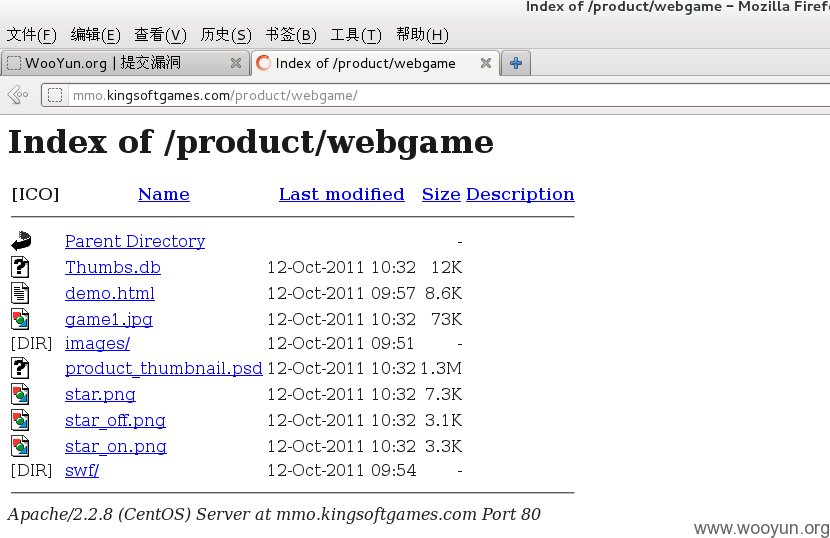 Index of /product/webgame - Mozilla Firef
文件(F) 编辑(E) 查看(V) 历史(S) 书签(B) 工具(T) 帮助(H)
WooYun.org | 提交漏洞 Index of /product/webgame
mmo.kingsoftgames.com/product/webgame/
Index of /product/webgame
[ICO] Name Last modified Size Description
Parent Directory -
Thumbs.db 12-Oct-2011 10:32 12K
demo.html 12-Oct-2011 09:57 8.6K
game1.jpg 12-Oct-2011 10:32 73K
[DIR] images/ 12-Oct-2011 09:51 -
product_thumbnail.psd 12-Oct-2011 10:32 1.3M
star.png 12-Oct-2011 10:32 7.3K
star_off.png 12-Oct-2011 10:32 3.1K
star_on.png 12-Oct-2011 10:32 3.3K
[DIR] swf/ 12-Oct-2011 09:54 -
Apache/2.2.8 (CentOS) Server at mmo.kingsoftgames.com Port 80
www.wooyun.org